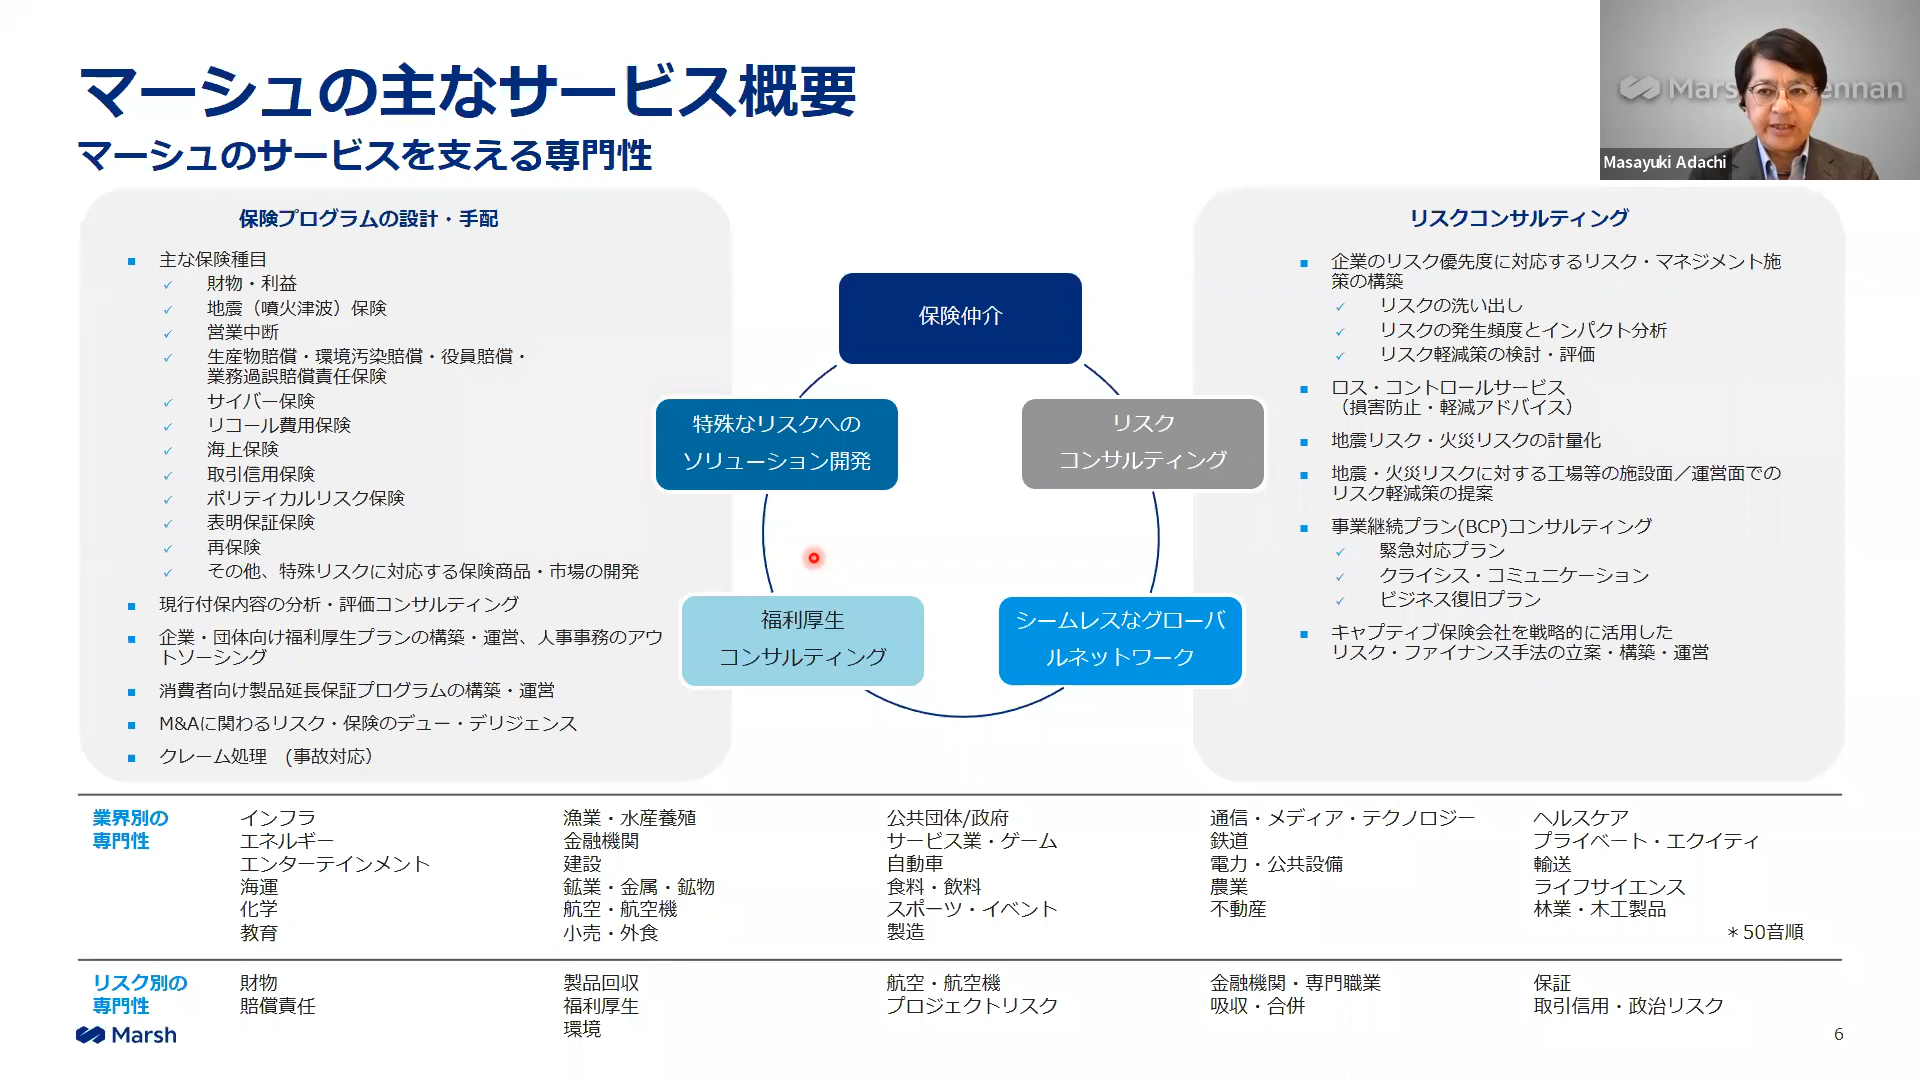 マーシュの主なサービス概要
マーシュのサービスを支える専門性
Masayuki Adachi
保険プログラムの設計・手配
主な保険種目
財物・利益
地震（噴火津波）保険
営業中断
生産物賠償・環境汚染賠償・役員賠償・
業務過誤賠償責任保険
サイバー保険
リコール費用保険
海上保険
取引信用保険
ポリティカルリスク保険
表明保証保険
再保険
その他、特殊リスクに対応する保険商品・市場の開発
現行付保内容の分析・評価コンサルティング
企業・団体向け福利厚生プランの構築・運営、人事事務のアウ
トソーシング
消費者向け製品延長保証プログラムの構築・運営
M&Aに関わるリスク・保険のデュー・デリジェンス
クレーム処理　(事故対応）
保険仲介
特殊なリスクへの
ソリューション開発
リスク
コンサルティング
福利厚生
コンサルティング
シームレスなグローバ
ルネットワーク
リスクコンサルティング
企業のリスク優先度に対応するリスク・マネジメント施
策の構築
リスクの洗い出し
リスクの発生頻度とインパクト分析
リスク軽減策の検討・評価
ロス・コントロールサービス
（損害防止・軽減アドバイス）
地震リスク・火災リスクの計量化
地震・火災リスクに対する工場等の施設面／運営面での
リスク軽減策の提案
事業継続プラン(BCP)コンサルティング
緊急対応プラン
クライシス・コミュニケーション
ビジネス復旧プラン
キャプティブ保険会社を戦略的に活用した
リスク・ファイナンス手法の立案・構築・運営
業界別の
専門性
インフラ
エネルギー
エンターテインメント
海運
化学
教育
漁業・水産養殖
金融機関
建設
鉱業・金属・鉱物
航空・航空機
小売・外食
公共団体/政府
サービス業・ゲーム
自動車
食料・飲料
スポーツ・イベント
製造
通信・メディア・テクノロジー
鉄道
電力・公共設備
農業
不動産
ヘルスケア
プライベート・エクイティ
輸送
ライフサイエンス
林業・木工製品
＊50音順
リスク別の
専門性
財物
賠償責任
製品回収
福利厚生
環境
航空・航空機
プロジェクトリスク
金融機関・専門職業
吸収・合併
保証
取引信用・政治リスク
Marsh
6